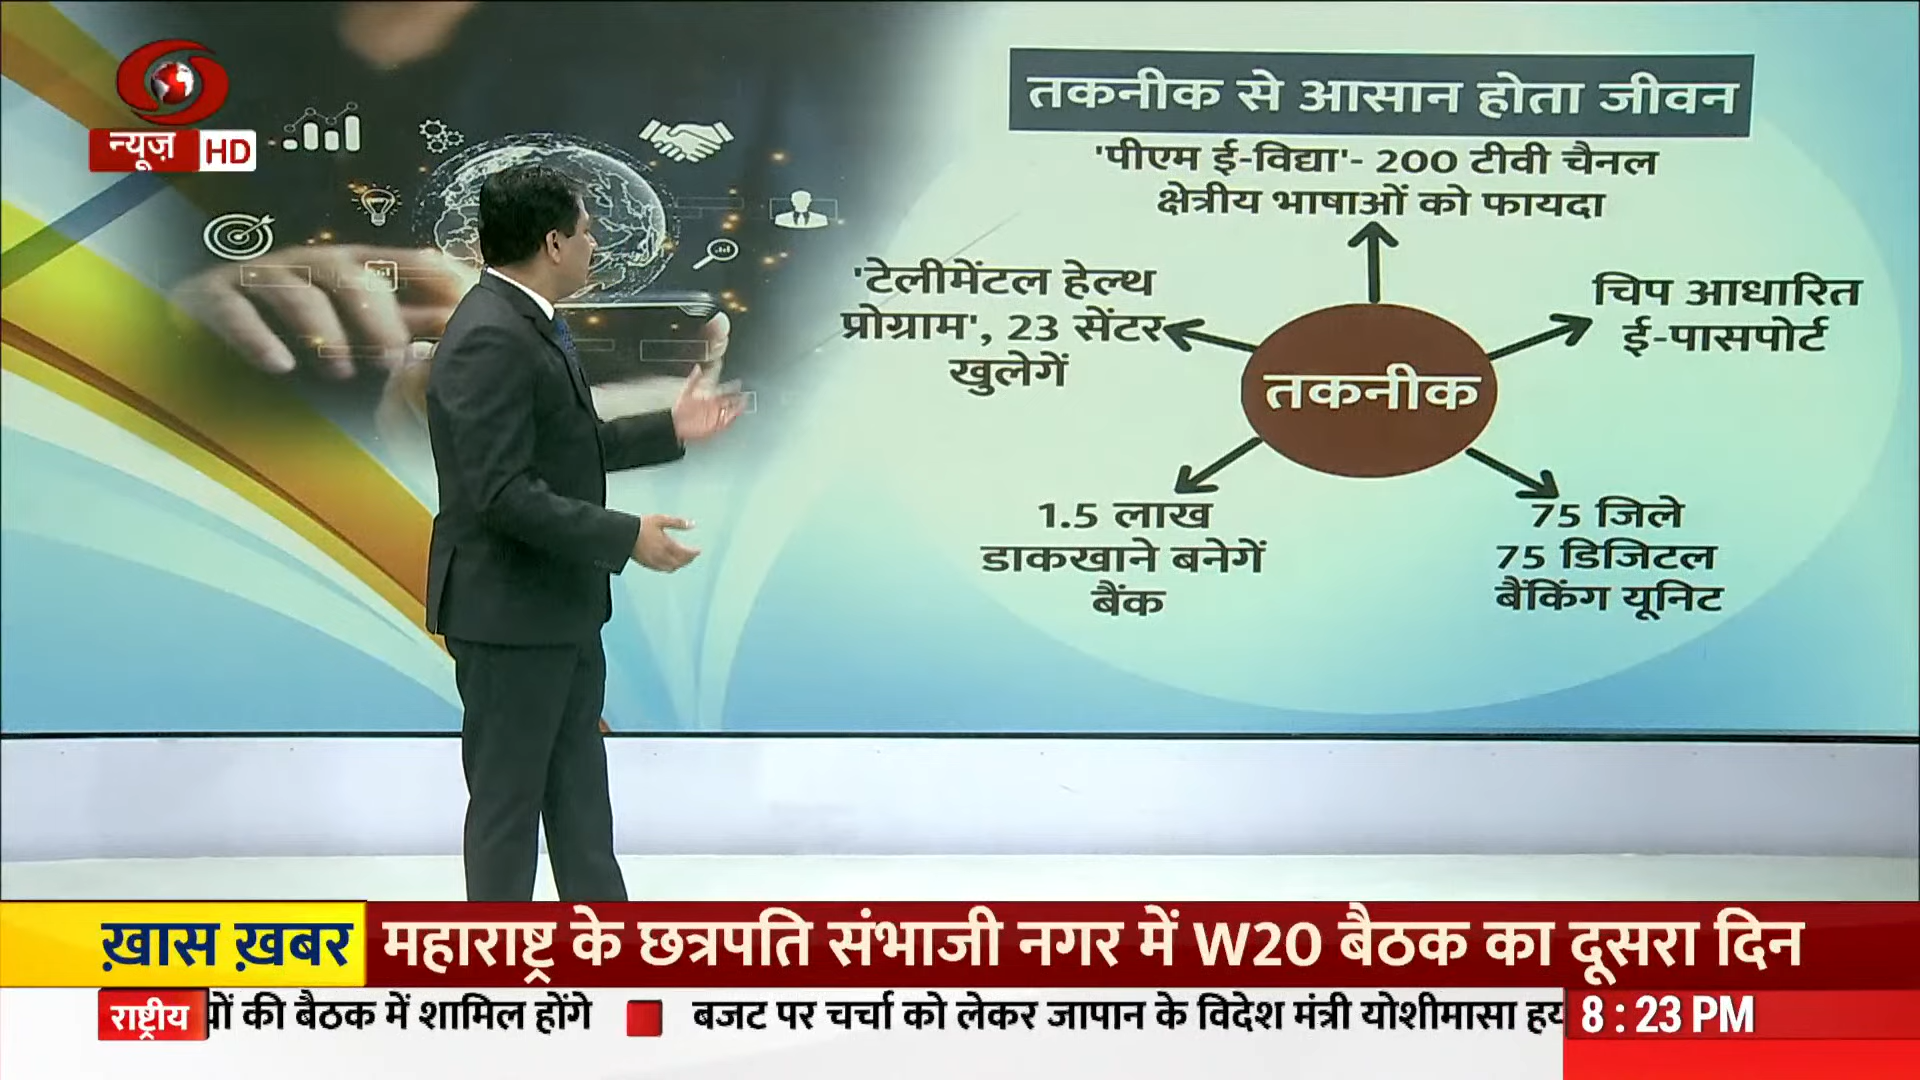 न्यूज़ HD
तकनीक से आसान होता जीवन
'पीएम ई-विद्या'- 200 टीवी चैनल
क्षेत्रीय भाषाओं को फायदा
'टेलीमेंटल हेल्थ
प्रोग्राम', 23 सेंटर
खुलेगें
चिप आधारित
ई-पासपोर्ट
तकनीक
1.5 लाख
डाकखाने बनेगें
बैंक
75 जिले
75 डिजिटल
बैंकिंग यूनिट
ख़ास ख़बर महाराष्ट्र के छत्रपति संभाजी नगर में W20 बैठक का दूसरा दिन
राष्ट्रीय की बैठक में शामिल होंगे बजट पर चर्चा को लेकर जापान के विदेश मंत्री योशीमासा 8 : 23 PM